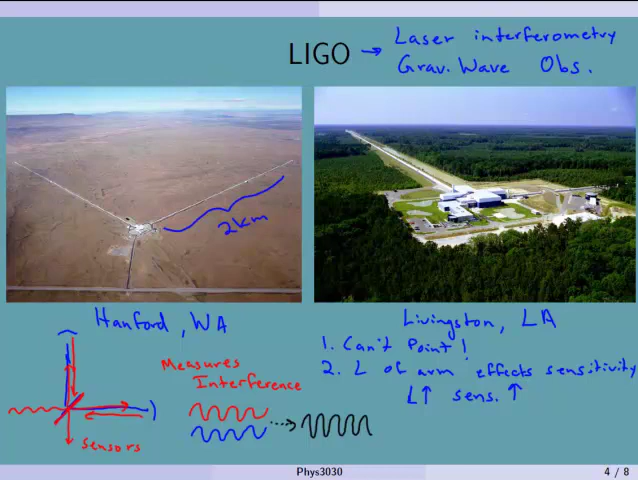 LIGO → Laser interferometry
Grav. Wave Obs.
2km
Hanford, WA
Livingston, LA
1. Can't Point!
2. L of arm effects sensitivity
L↑ sens. ↑
Measures
Interference
Sensors
Phys3030
4 / 8